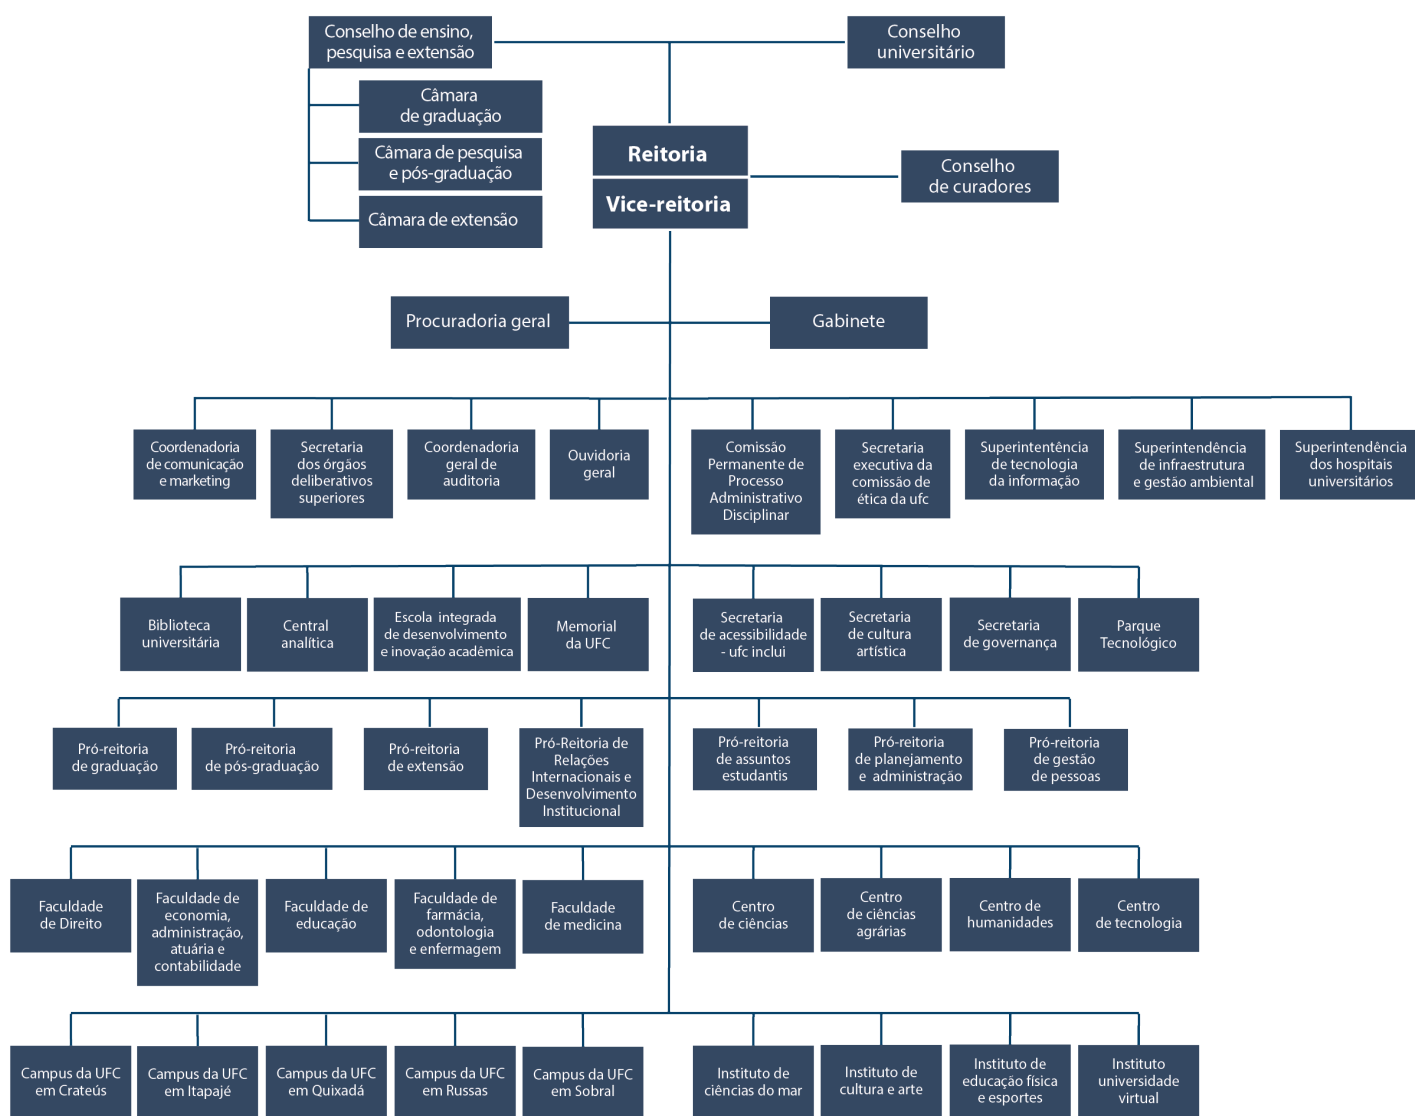 Conselho de ensino,
pesquisa e extensão
Conselho
universitário
Câmara
de graduação
Câmara de pesquisa
e pós-graduação
Câmara de extensão
Reitoria
Vice-reitoria
Conselho
de curadores
Procuradoria geral
Gabinete
Coordenadoria
de comunicação
e marketing
Secretaria
dos órgãos
deliberativos
superiores
Coordenadoria
geral de
auditoria
Ouvidoria
geral
Comissão
Permanente de
Processo
Administrativo
Disciplinar
Secretaria
executiva da
comissão de
ética da ufc
Superintentência
de tecnologia
da informação
Superintendência
de infraestrutura
e gestão ambiental
Superintendência
dos hospitais
universitários
Biblioteca
universitária
Central
analítica
Escola integrada
de desenvolvimento
e inovação acadêmica
Memorial
da UFC
Secretaria
de acessibilidade
- ufc inclui
Secretaria
de cultura
artística
Secretaria
de governança
Parque
Tecnológico
Pró-reitoria
de graduação
Pró-reitoria
de pós-graduação
Pró-reitoria
de extensão
Pró-Reitoria de
Relações
Internacionais e
Desenvolvimento
Institucional
Pró-reitoria
de assuntos
estudantis
Pró-reitoria
de planejamento
e administração
Pró-reitoria
de gestão
de pessoas
Faculdade
de Direito
Faculdade de
economia,
administração,
atuária e
contabilidade
Faculdade de
educação
Faculdade de
farmácia,
odontologia
e enfermagem
Faculdade
de medicina
Centro
de ciências
Centro
de ciências
agrárias
Centro de
humanidades
Centro
de tecnologia
Campus da UFC
em Crateús
Campus da UFC
em Itapajé
Campus da UFC
em Quixadá
Campus da UFC
em Russas
Campus da UFC
em Sobral
Instituto de
ciências do mar
Instituto de
cultura e arte
Instituto de
educação física
e esportes
Instituto
universidade
virtual